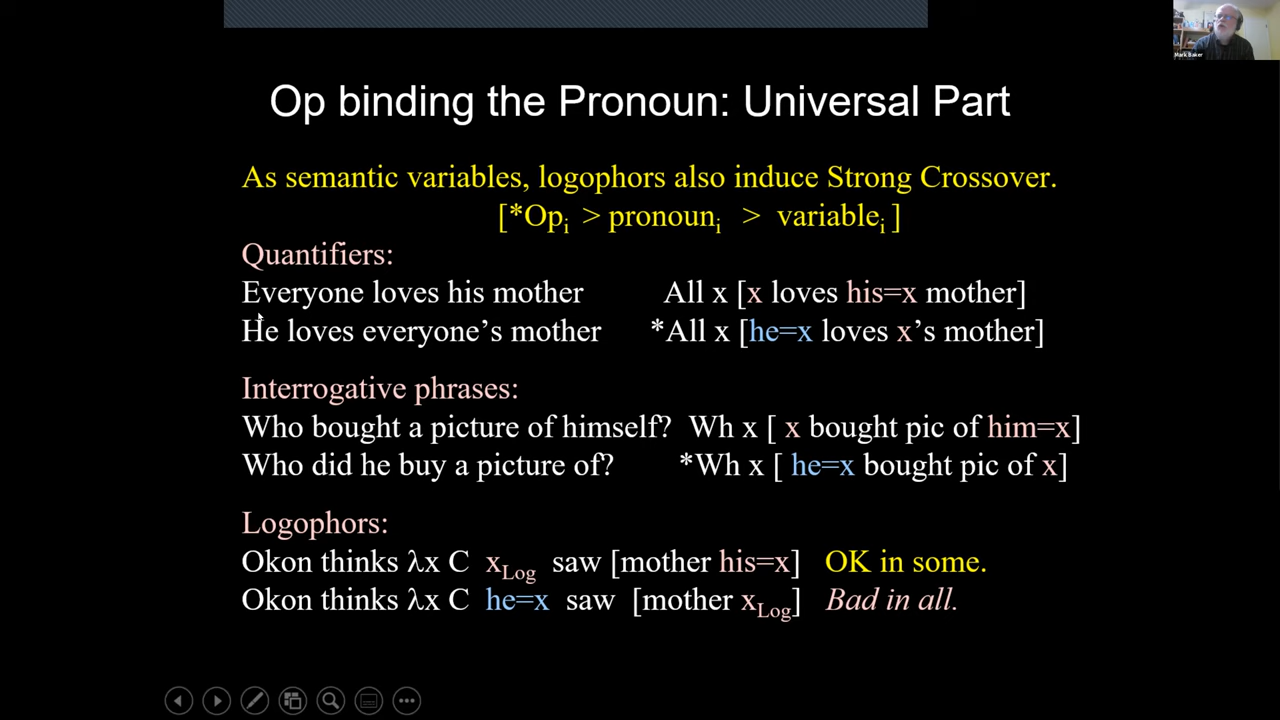 Mark Baker
Op binding the Pronoun: Universal Part
As semantic variables, logophors also induce Strong Crossover.
[*Opi > pronouni > variablei ]
Quantifiers:
Everyone loves his mother All x [x loves his=x mother]
He loves everyone’s mother *All x [he=x loves x’s mother]
Interrogative phrases:
Who bought a picture of himself? Wh x [ x bought pic of him=x]
Who did he buy a picture of? *Wh x [ he=x bought pic of x]
Logophors:
Okon thinks λx C xLog saw [mother his=x] OK in some.
Okon thinks λx C he=x saw [mother xLog] Bad in all.